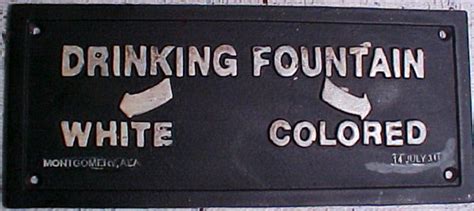 DRINKING FOUNTAIN
WHITE COLORED
MONTGOMERY, ALA 14 JULY